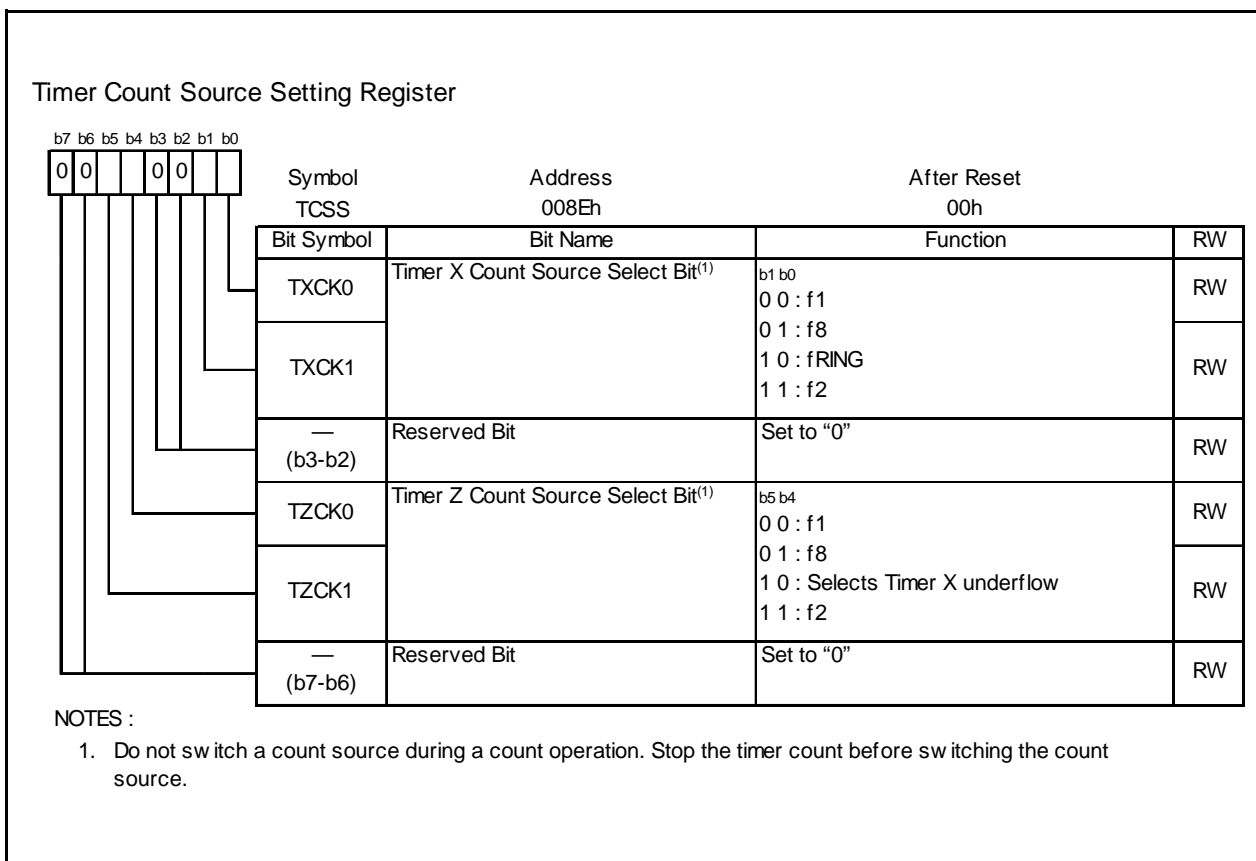 Timer Count Source Setting Register
b7 b6 b5 b4 b3 b2 b1 b0
0 0 0 0
Symbol Address After Reset
TCSS 008Eh 00h
Bit Symbol Bit Name Function RW
TXCK0 Timer X Count Source Select Bit(1) b1 b0 RW
0 0 : f1
0 1 : f8
TXCK1 1 0 : fRING RW
1 1 : f2
— Reserved Bit Set to “0” RW
(b3-b2)
TZCK0 Timer Z Count Source Select Bit(1) b5 b4 RW
0 0 : f1
0 1 : f8
TZCK1 1 0 : Selects Timer X underflow RW
1 1 : f2
— Reserved Bit Set to “0” RW
(b7-b6)
NOTES :
1. Do not switch a count source during a count operation. Stop the timer count before switching the count
source.